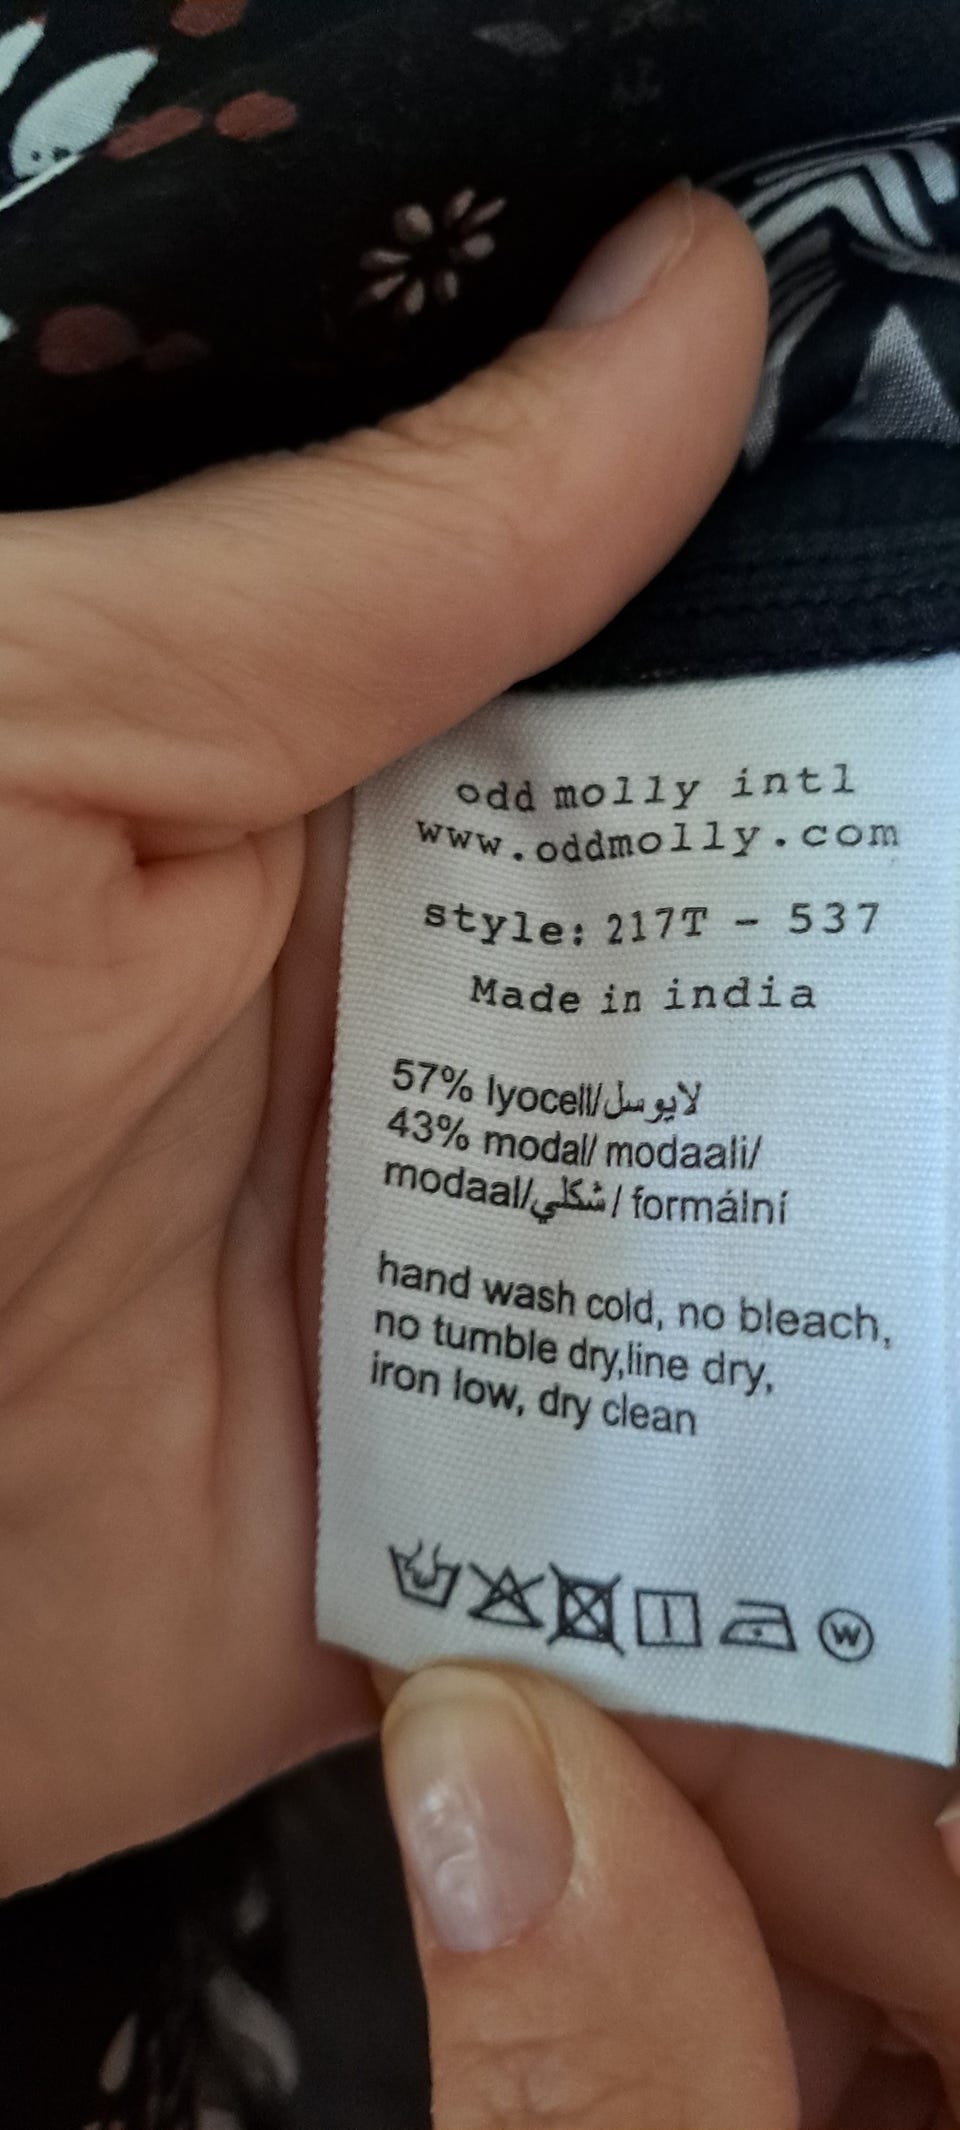 odd molly intl
www.oddmolly.com
style: 217T - 537
Made in india
57% lyocell/لايوسل
43% modal/ modaali/
modaal/شكلي/ formální
hand wash cold, no bleach,
no tumble dry,line dry,
iron low, dry clean
W